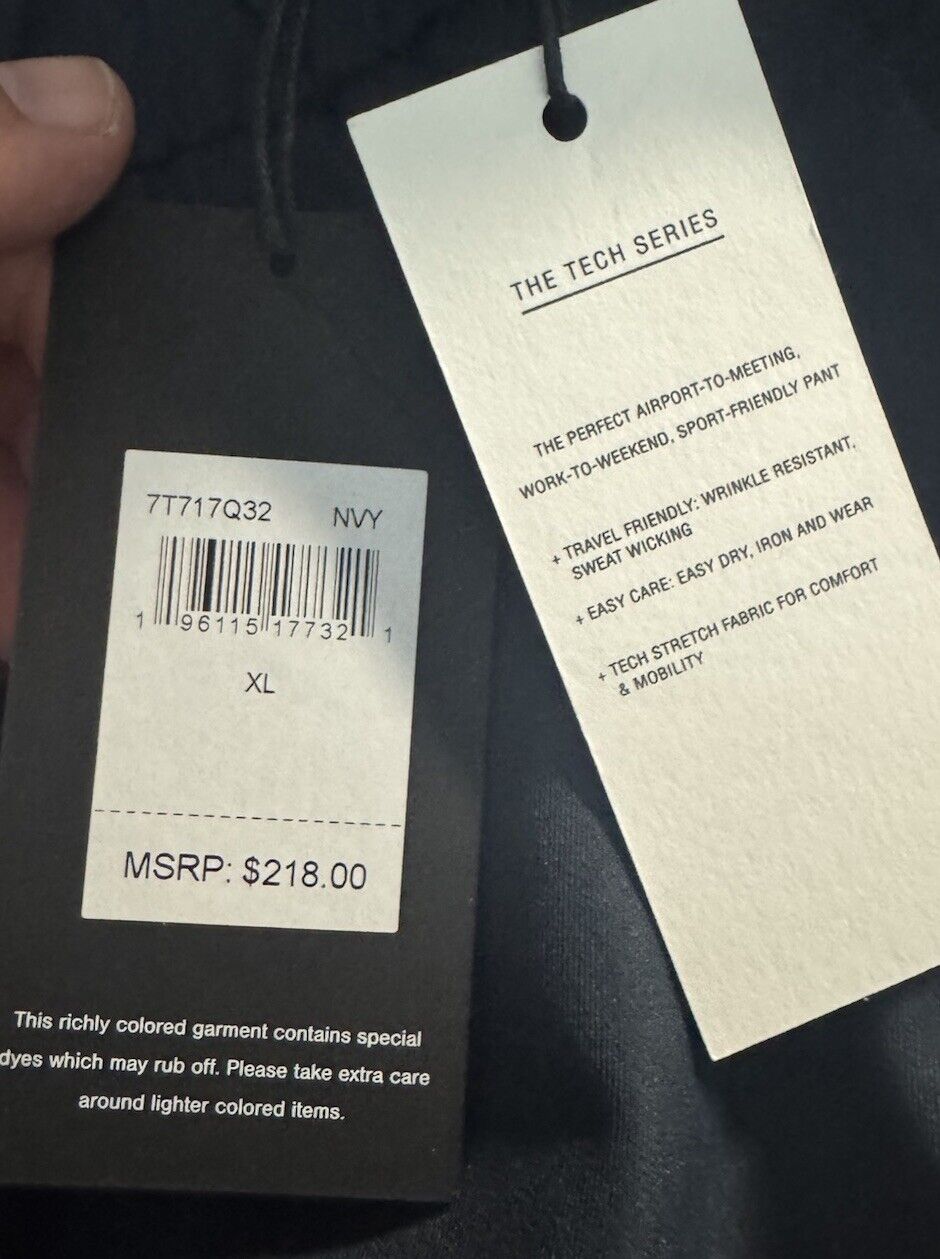 7T717Q32 NVY
1 96115 17732 1
XL
MSRP: $218.00
This richly colored garment contains special
dyes which may rub off. Please take extra care
around lighter colored items.
THE TECH SERIES
THE PERFECT AIRPORT-TO-MEETING,
WORK-TO-WEEKEND, SPORT-FRIENDLY PANT
+ TRAVEL FRIENDLY: WRINKLE RESISTANT,
SWEAT WICKING
+ EASY CARE: EASY DRY, IRON AND WEAR
+ TECH STRETCH FABRIC FOR COMFORT
& MOBILITY